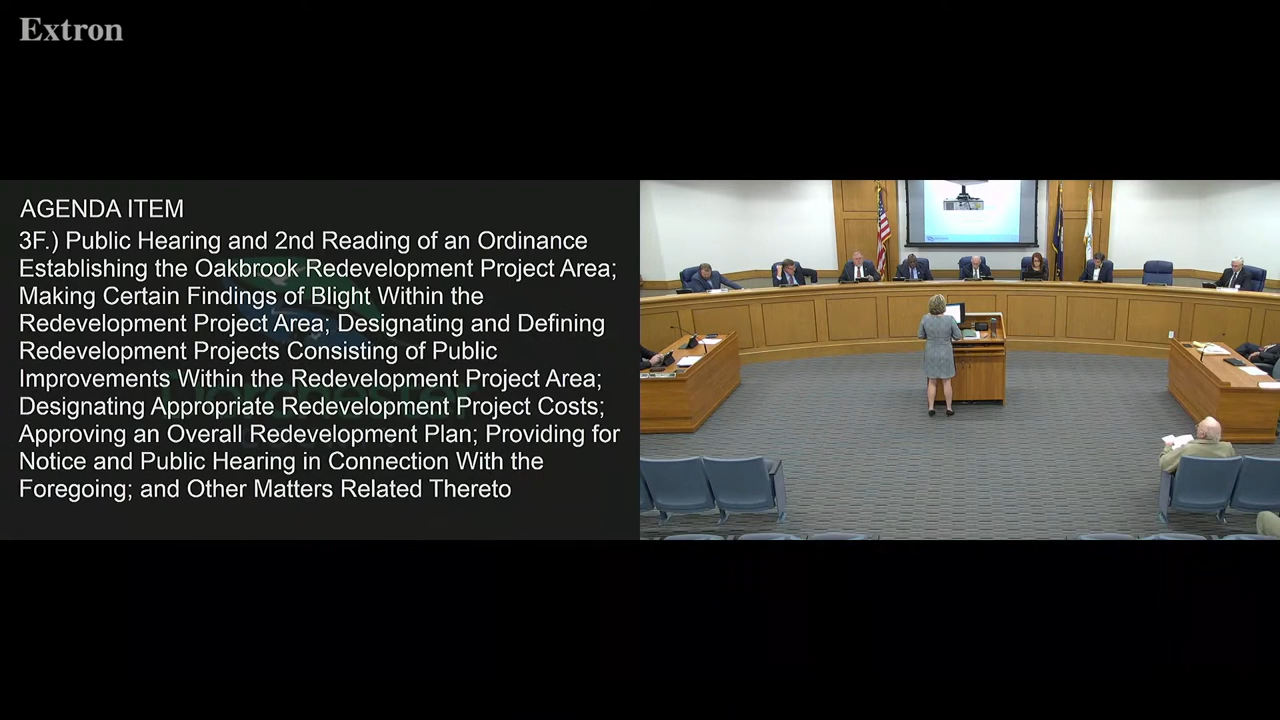 Extron
AGENDA ITEM
3F.) Public Hearing and 2nd Reading of an Ordinance
Establishing the Oakbrook Redevelopment Project Area;
Making Certain Findings of Blight Within the
Redevelopment Project Area; Designating and Defining
Redevelopment Projects Consisting of Public
Improvements Within the Redevelopment Project Area;
Designating Appropriate Redevelopment Project Costs;
Approving an Overall Redevelopment Plan; Providing for
Notice and Public Hearing in Connection With the
Foregoing; and Other Matters Related Thereto